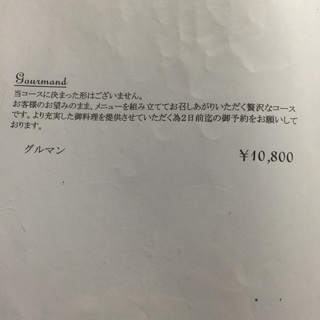 Gourmand
当コースに決まった形はございません。
お客様のお望みのまま、メニューを組み立ててお召しあがりいただく贅沢なコース
です。より充実した御料理を提供させていただく為2日前迄の御予約をお願いして
おります。
グルマン ￥10,800